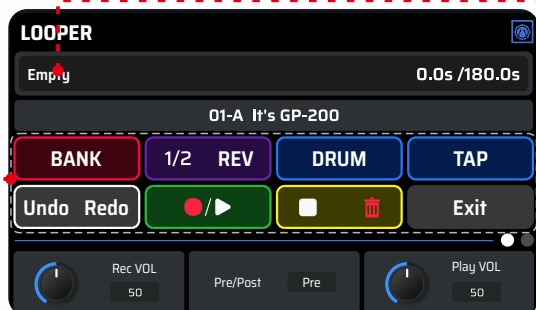 LOOPER
Empty 0.0s /180.0s
01-A It's GP-200
BANK 1/2 REV DRUM TAP
Undo Redo / Exit
Rec VOL
50
Pre/Post Pre
Play VOL
50